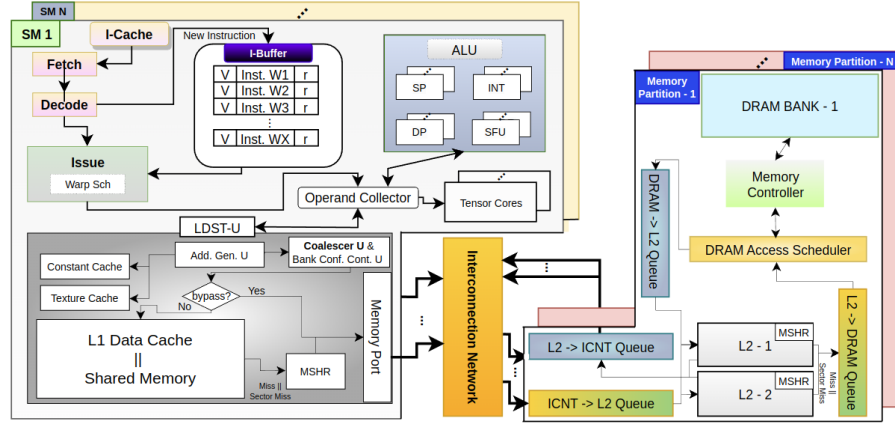 SM N
SM 1
I-Cache
New Instruction
Fetch
I-Buffer
V Inst. W1 r
V Inst. W2 r
V Inst. W3 r
V Inst. WX r
Decode
Issue
Warp Sch
ALU
SP
INT
DP
SFU
Operand Collector
Tensor Cores
LDST-U
Add. Gen. U
Coalescer U &
Bank Conf. Cont. U
Constant Cache
Texture Cache
bypass?
Yes
No
L1 Data Cache
||
Shared Memory
Miss ||
Sector Miss
MSHR
Memory Port
Interconnection Network
Memory Partition - N
Memory
Partition - 1
DRAM BANK - 1
Memory
Controller
DRAM Access Scheduler
DRAM -> L2 Queue
L2 -> ICNT Queue
ICNT -> L2 Queue
MSHR
L2 - 1
MSHR
L2 - 2
Miss ||
Sector Miss
L2 -> DRAM Queue